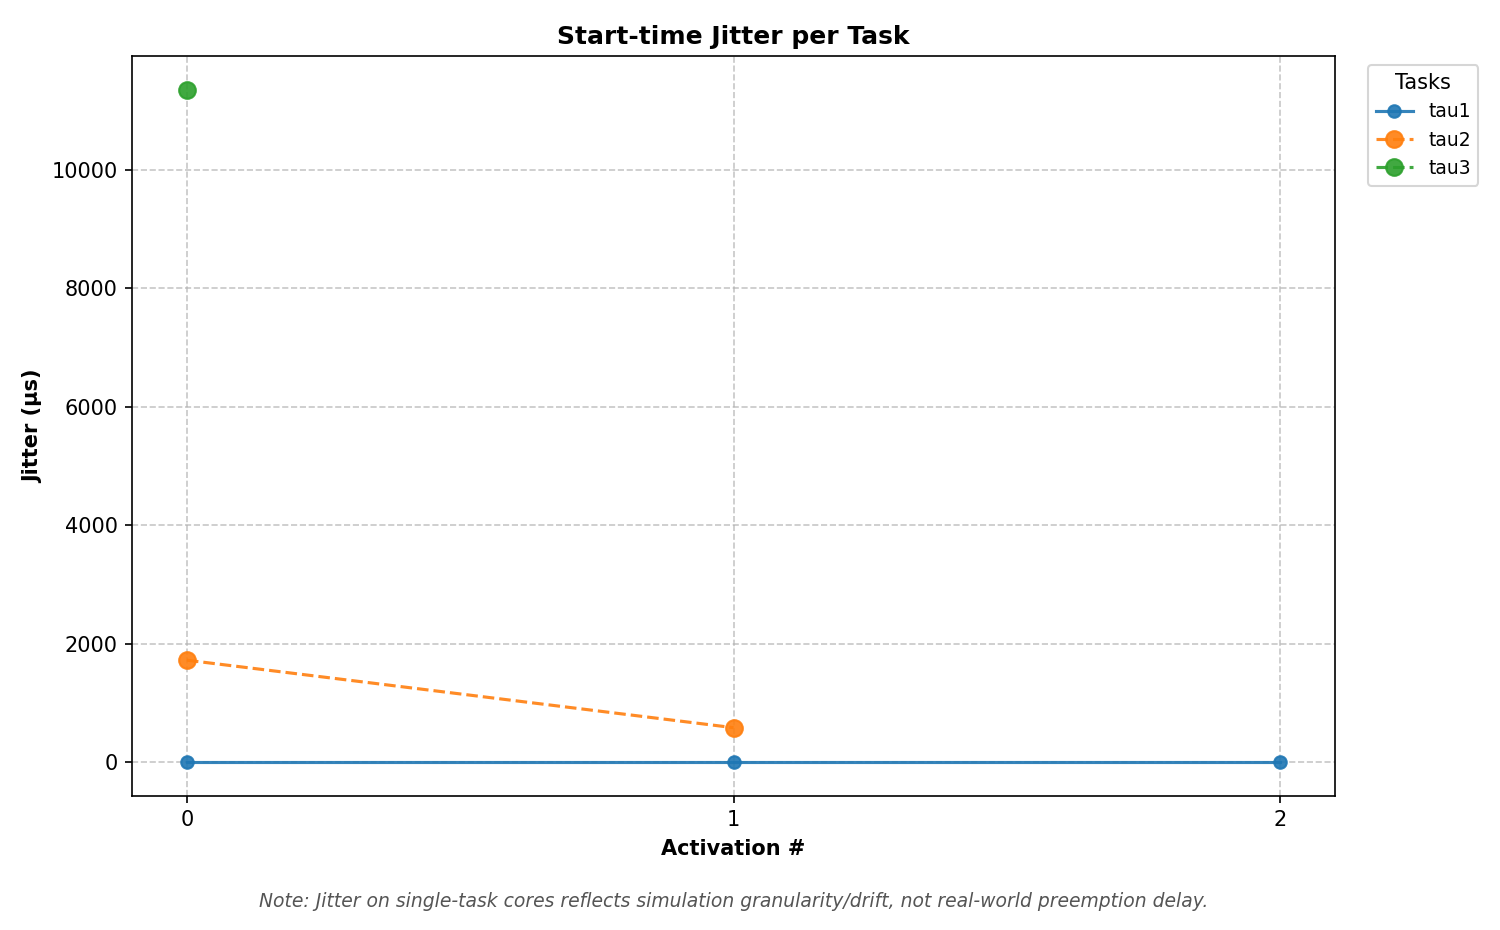 Start-time Jitter per Task
Tasks
tau1
tau2
tau3
Jitter (µs)
10000
8000
6000
4000
2000
0
0 1 2
Activation #
Note: Jitter on single-task cores reflects simulation granularity/drift, not real-world preemption delay.